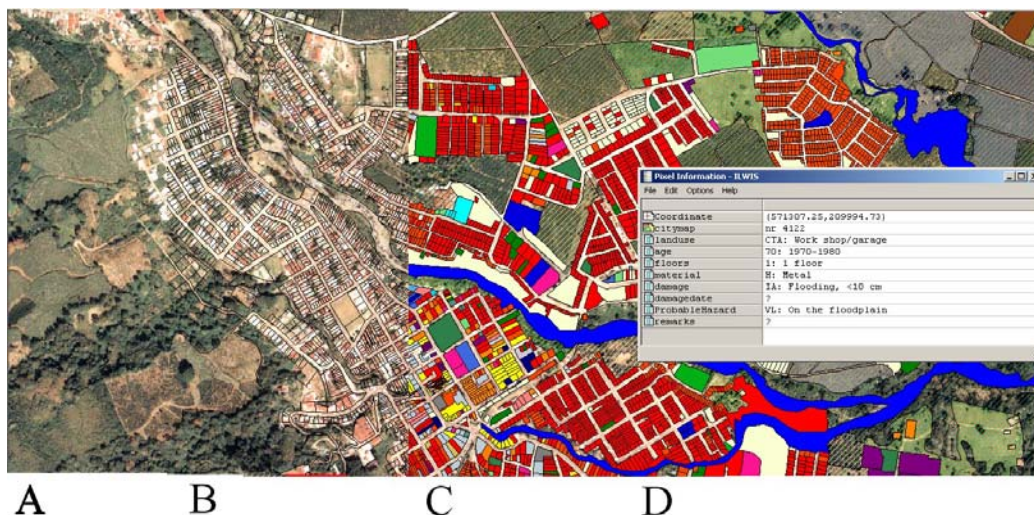 Pixel Information - ILWIS
File Edit Options Help
Coordinate (571307.25,209994.73)
citymap nr 4122
landuse CTA: Work shop/garage
age 70: 1970-1980
floors 1: 1 floor
material H: Metal
damage IA: Flooding, <10 cm
damagedate ?
ProbableHazard VL: On the floodplain
remarks ?
A B C D